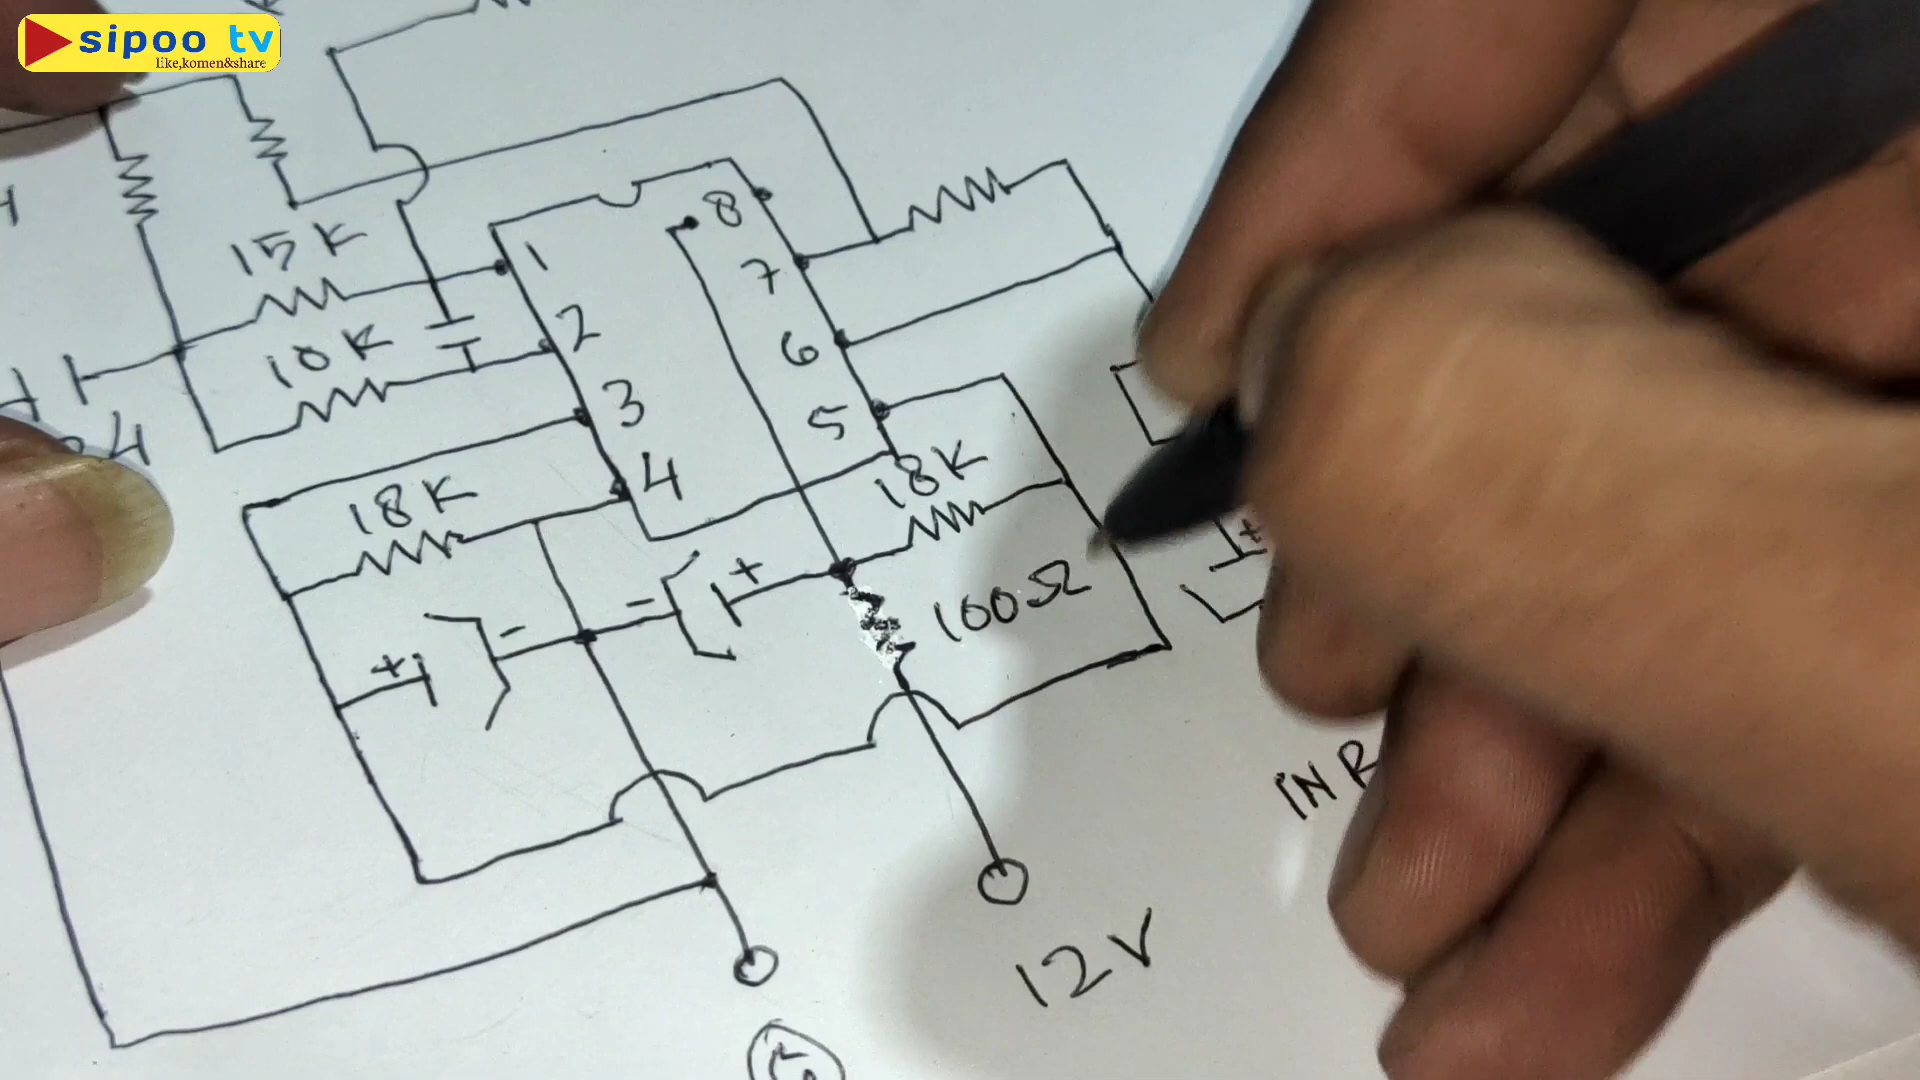 sipoo tv
like,komen&share
15K
10K
18K
1
2
3
4
8
7
6
5
18K
100Ω
+
-
-
+
+
12V
IN R